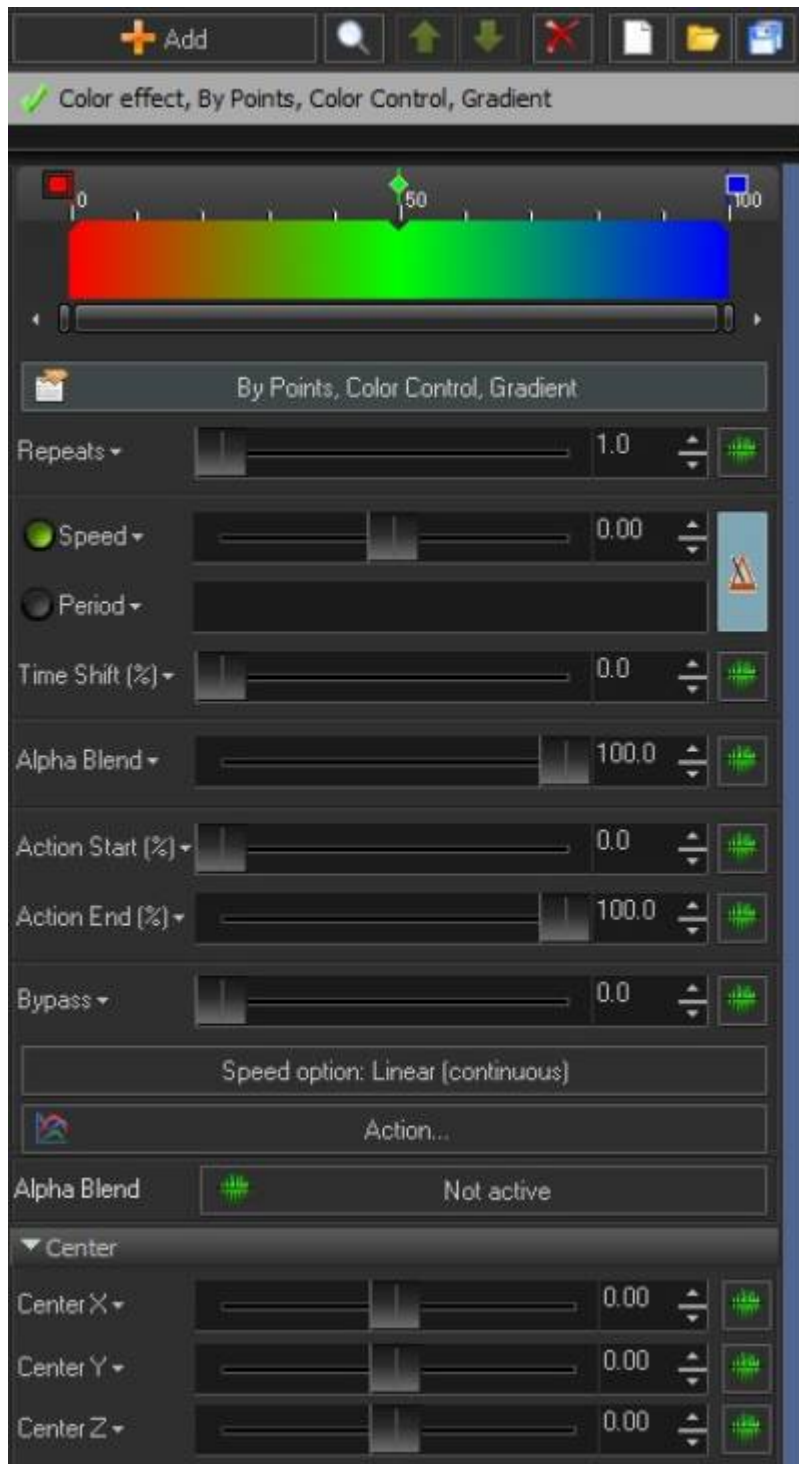 Add
Color effect, By Points, Color Control, Gradient
0 50 100
By Points, Color Control, Gradient
Repeats 1.0
Speed 0.00
Period
Time Shift (%) 0.0
Alpha Blend 100.0
Action Start (%) 0.0
Action End (%) 100.0
Bypass 0.0
Speed option: Linear (continuous)
Action...
Alpha Blend Not active
Center
Center X 0.00
Center Y 0.00
Center Z 0.00